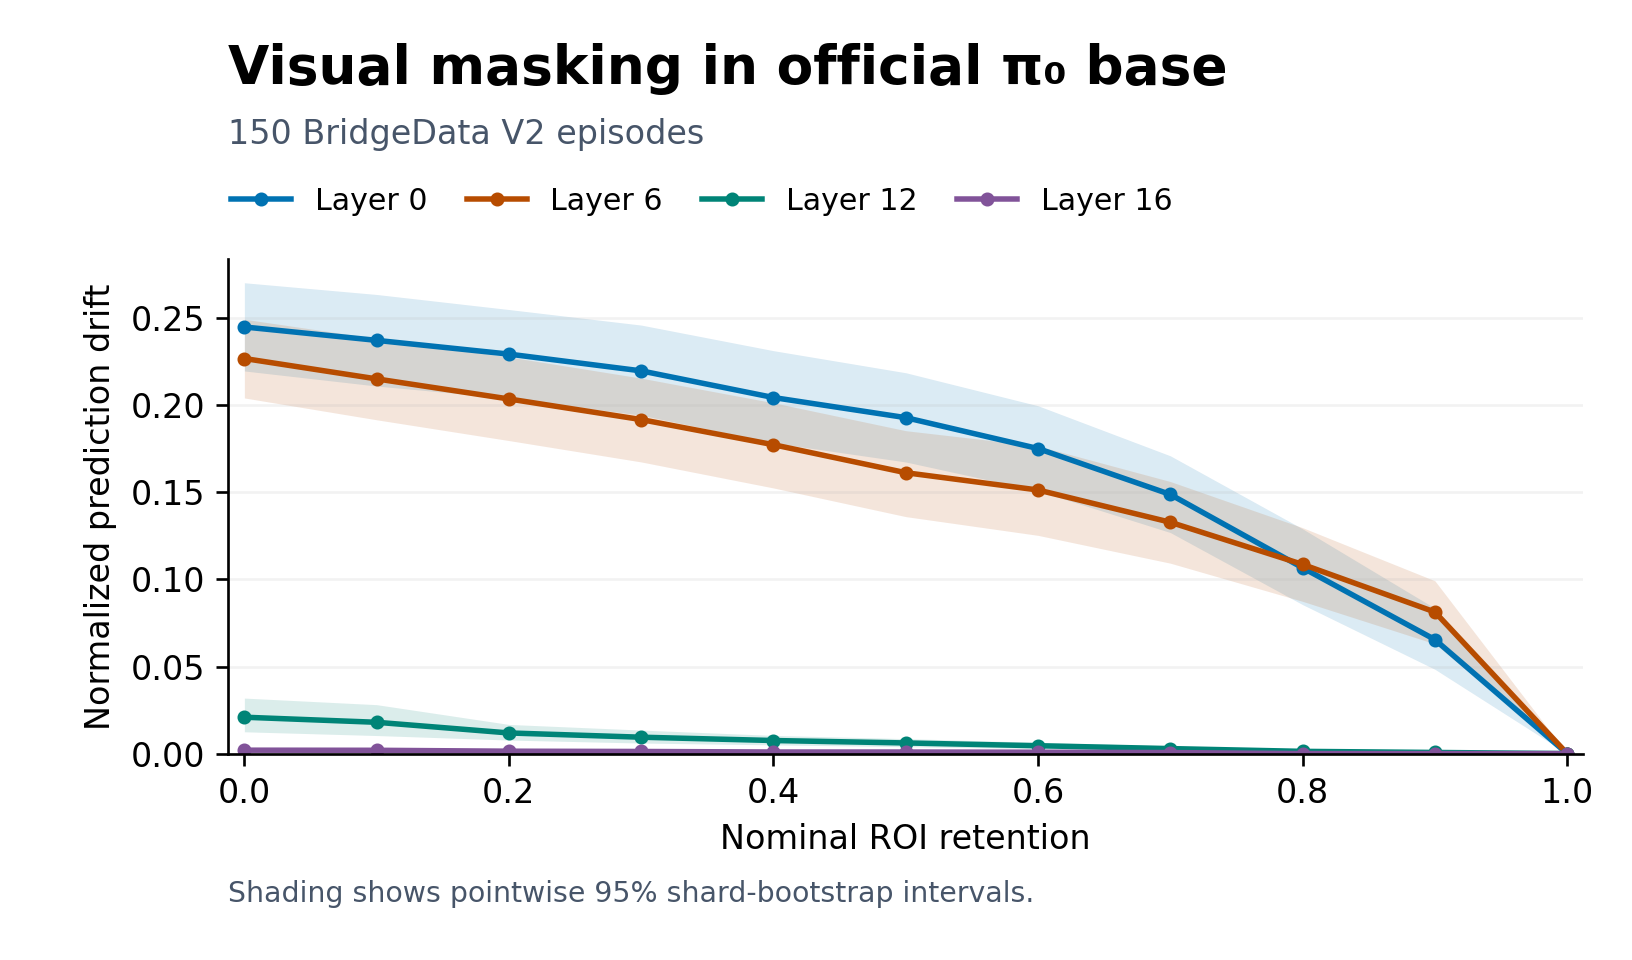 Visual masking in official π₀ base
150 BridgeData V2 episodes
Layer 0 Layer 6 Layer 12 Layer 16
Normalized prediction drift
0.25
0.20
0.15
0.10
0.05
0.00
0.0 0.2 0.4 0.6 0.8 1.0
Nominal ROI retention
Shading shows pointwise 95% shard-bootstrap intervals.